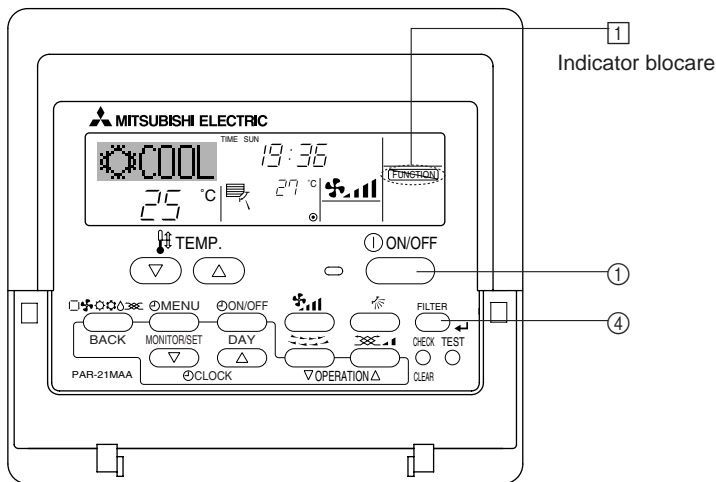 1
Indicator blocare
MITSUBISHI ELECTRIC
TIME SUN
COOL 19:36
FUNCTION
25 °C 27 °C
TEMP. ON/OFF
1
MENU ON/OFF FILTER
4
BACK MONITOR/SET DAY CHECK TEST
PAR-21MAA CLOCK ▽OPERATION△ CLEAR